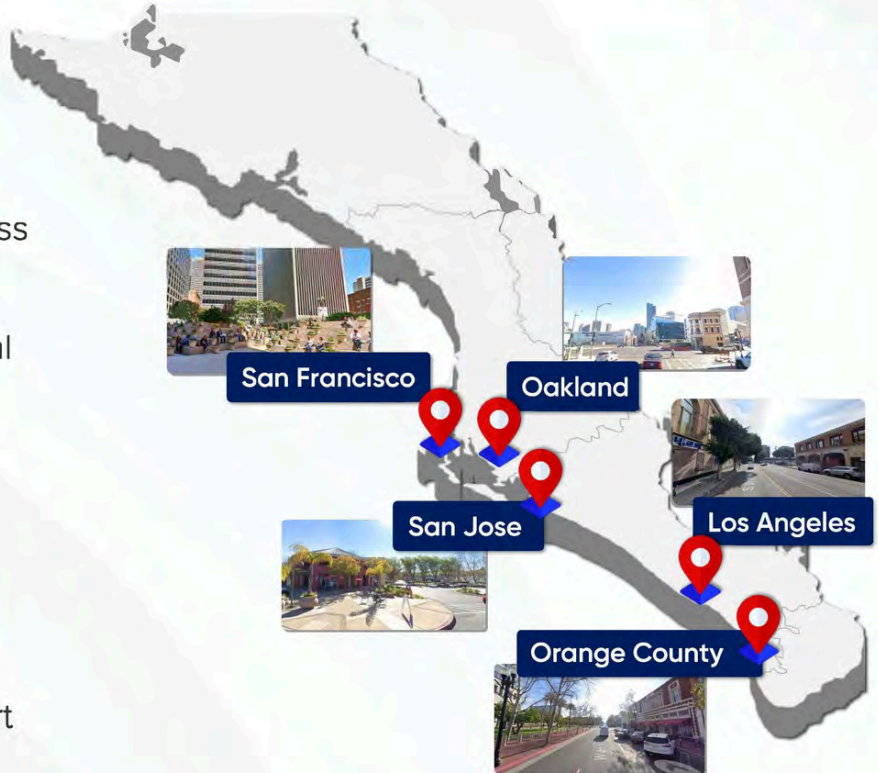 ss
San Francisco
Oakland
al
San Jose
Los Angeles
Orange County
rt